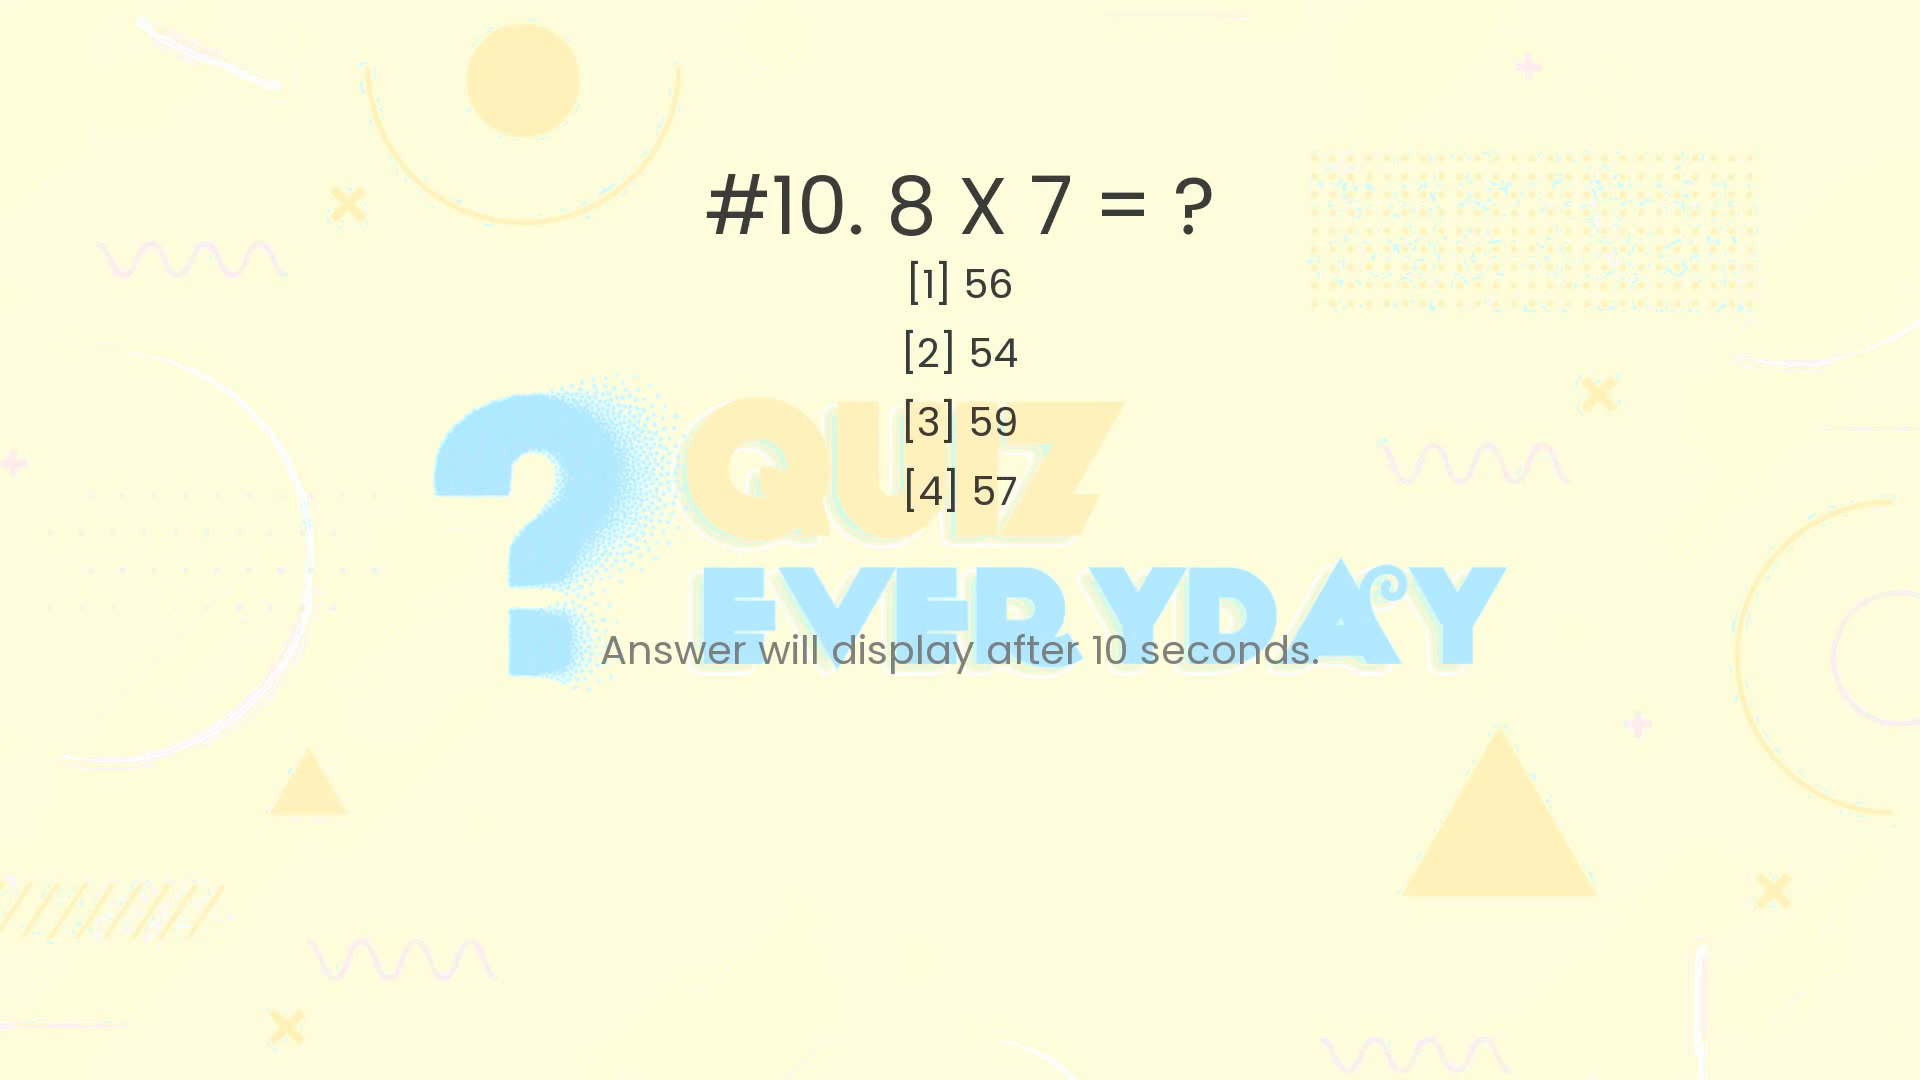 #10. 8 X 7 = ?
[1] 56
[2] 54
[3] 59
[4] 57
? QUIZ
EVERYDAY
Answer will display after 10 seconds.